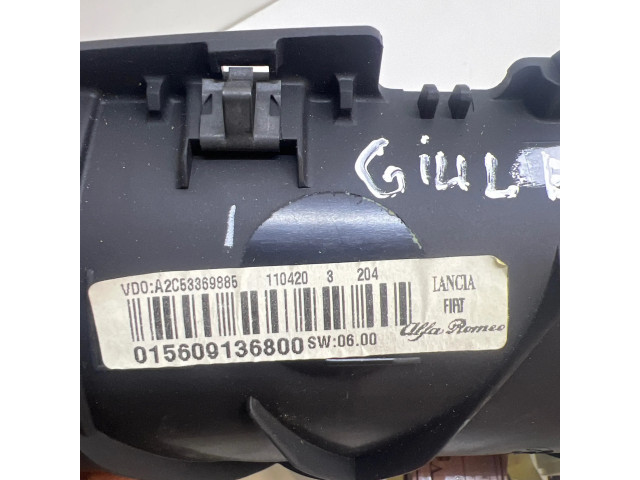 GiuL
I
VDO:A2C53369885 110420 3 204
LANCIA
FIAT
Alfa Romeo
015609136800 SW:06.00